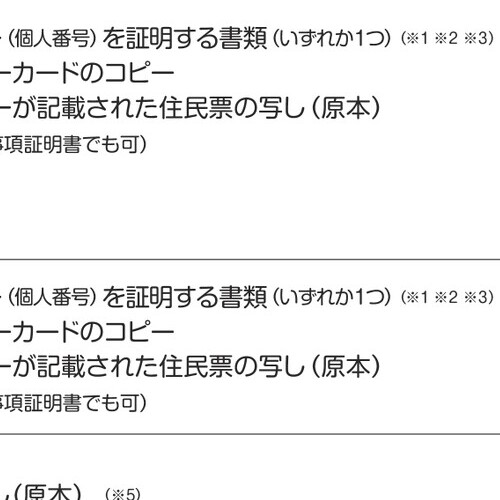 (個人番号)を証明する書類(いずれか1つ)(※1 ※2 ※3)
ーカードのコピー
ーが記載された住民票の写し(原本)
事項証明書でも可)
(個人番号)を証明する書類(いずれか1つ)(※1 ※2 ※3)
ーカードのコピー
ーが記載された住民票の写し(原本)
事項証明書でも可)
し(原本)(※5)